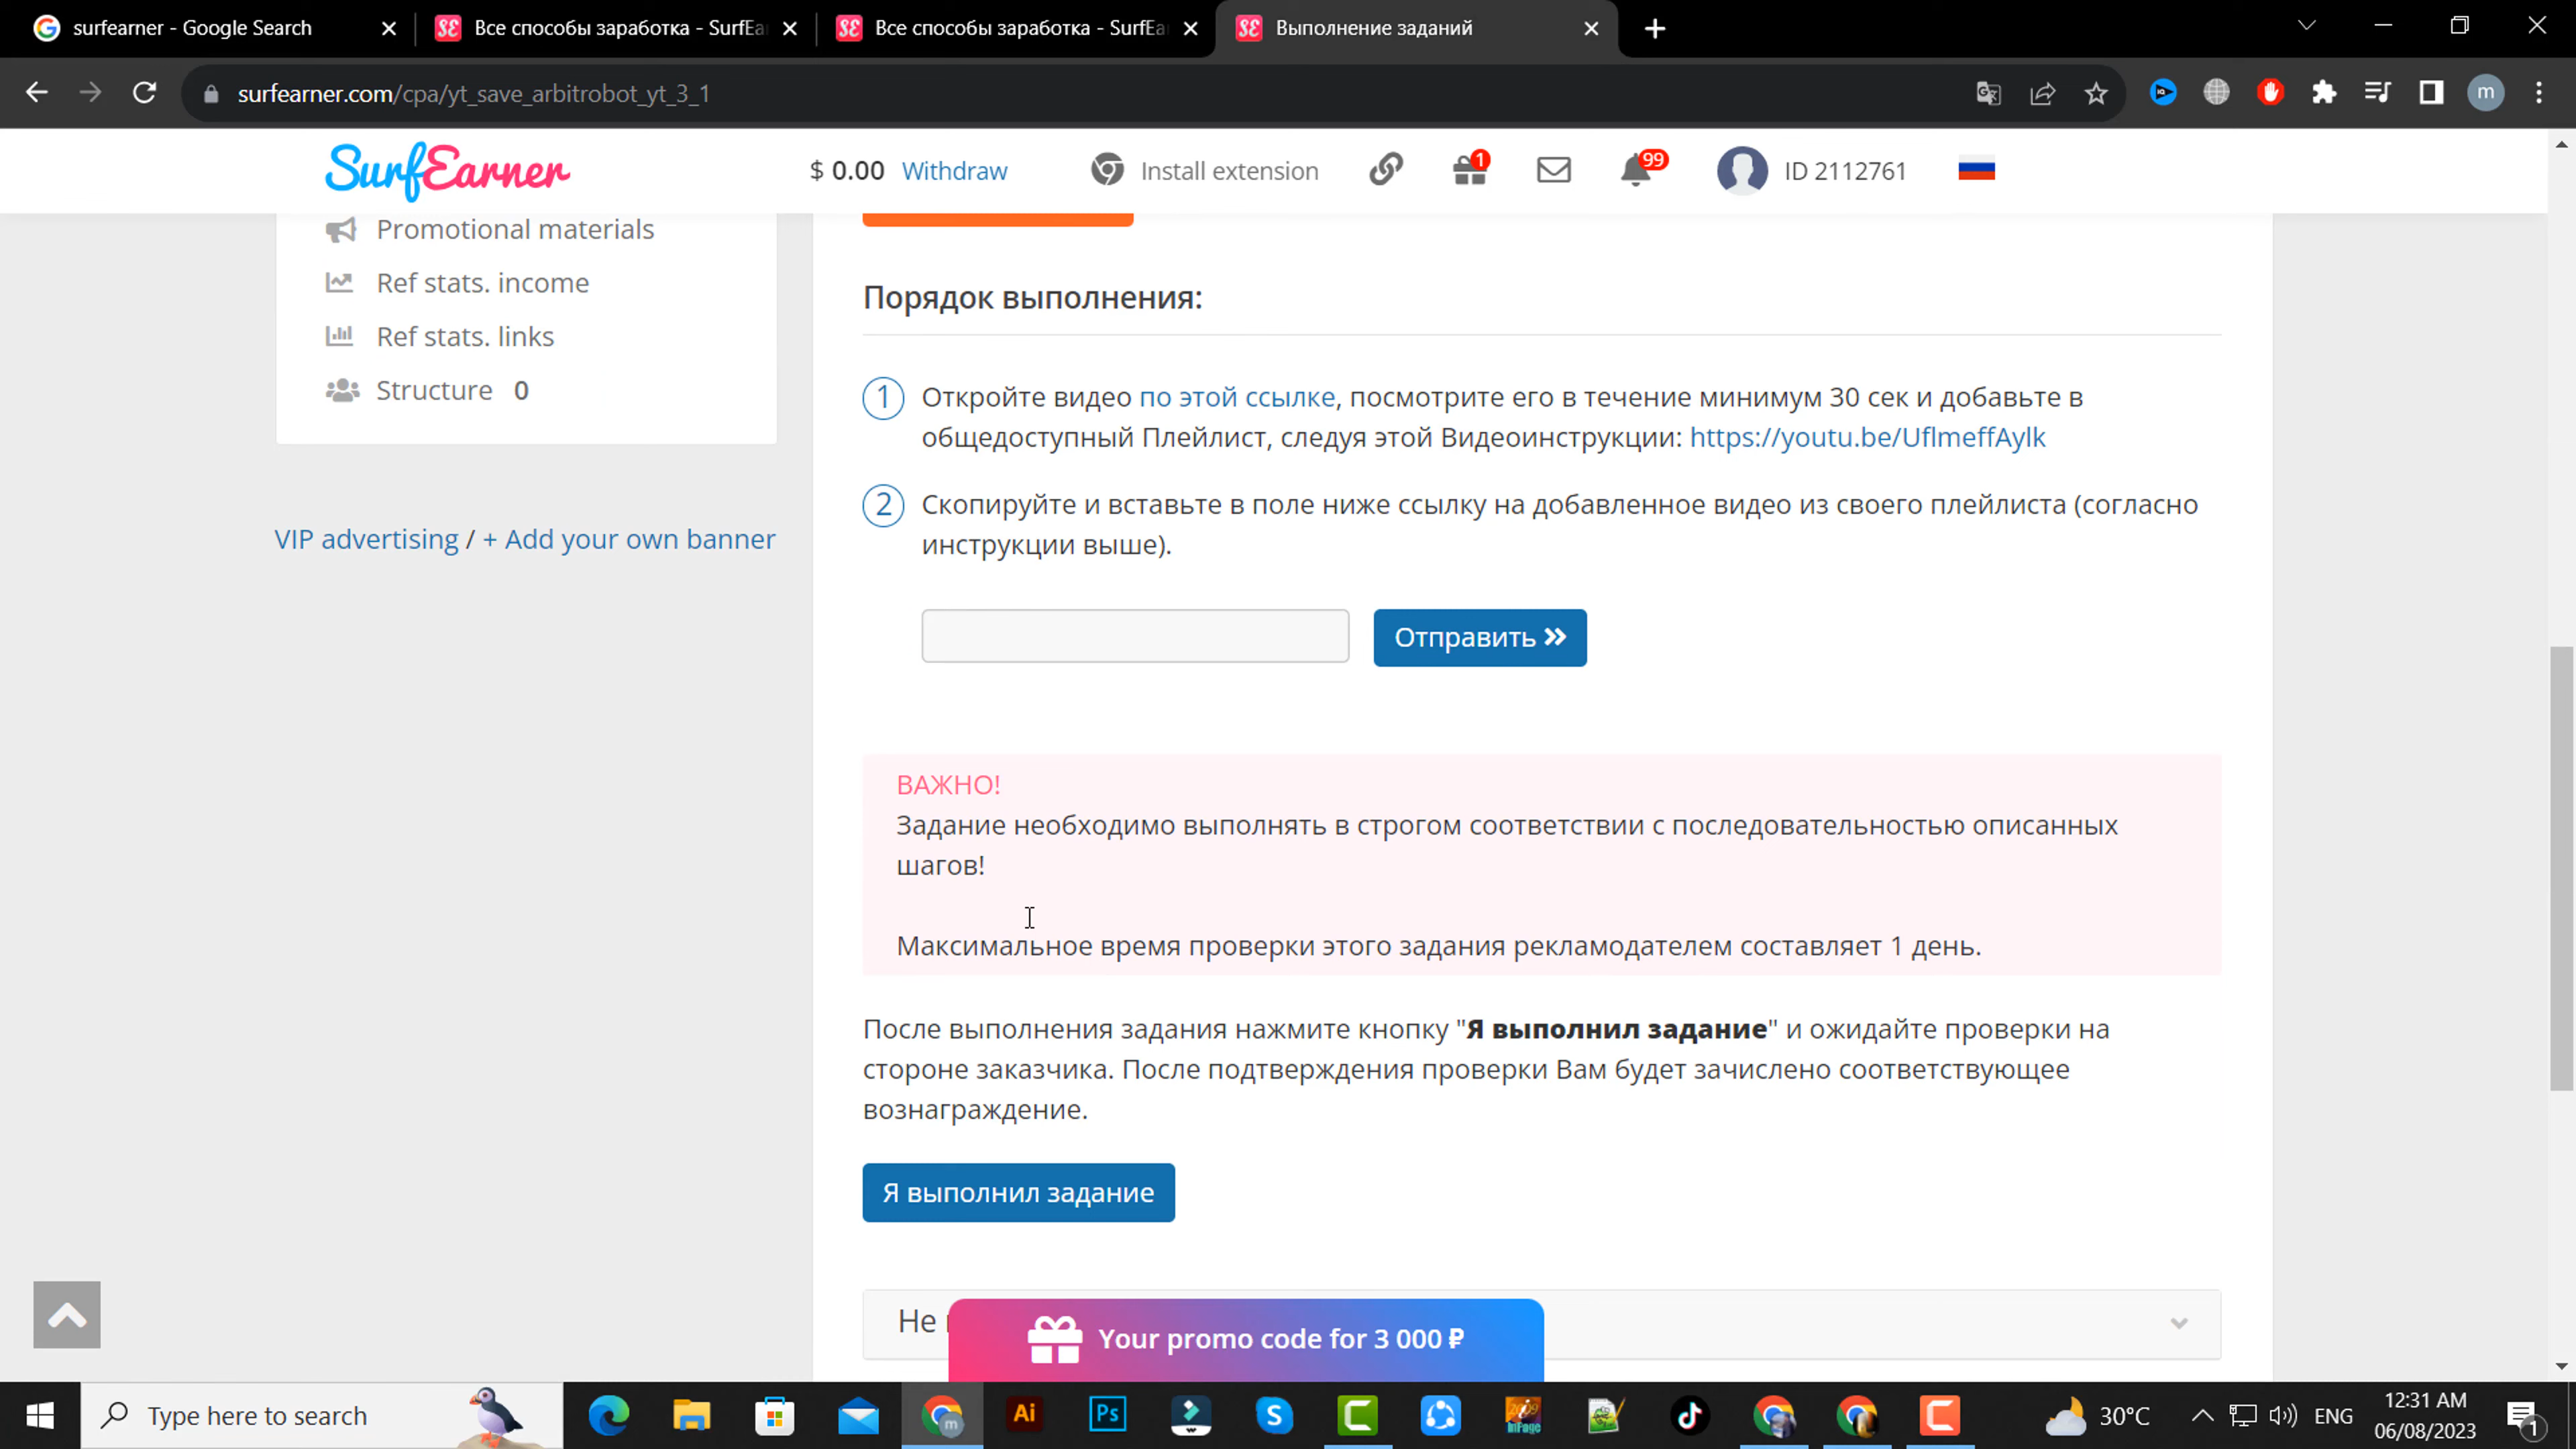 surfearner - Google Search
Все способы заработка - SurfEa
Все способы заработка - SurfEa
Выполнение заданий
surfearner.com/cpa/yt_save_arbitrobot_yt_3_1
m
SurfEarner
$ 0.00 Withdraw
Install extension
1
99
ID 2112761
Promotional materials
Ref stats. income
Ref stats. links
Structure 0
VIP advertising / + Add your own banner
Порядок выполнения:
1 Откройте видео по этой ссылке, посмотрите его в течение минимум 30 сек и добавьте в
общедоступный Плейлист, следуя этой Видеоинструкции: https://youtu.be/UflmeffAylk
2 Скопируйте и вставьте в поле ниже ссылку на добавленное видео из своего плейлиста (согласно
инструкции выше).
Отправить »
ВАЖНО!
Задание необходимо выполнять в строгом соответствии с последовательностью описанных
шагов!
Максимальное время проверки этого задания рекламодателем составляет 1 день.
После выполнения задания нажмите кнопку "Я выполнил задание" и ожидайте проверки на
стороне заказчика. После подтверждения проверки Вам будет зачислено соответствующее
вознаграждение.
Я выполнил задание
Не
Your promo code for 3 000 ₽
Type here to search
30°C
ENG
12:31 AM
06/08/2023
1